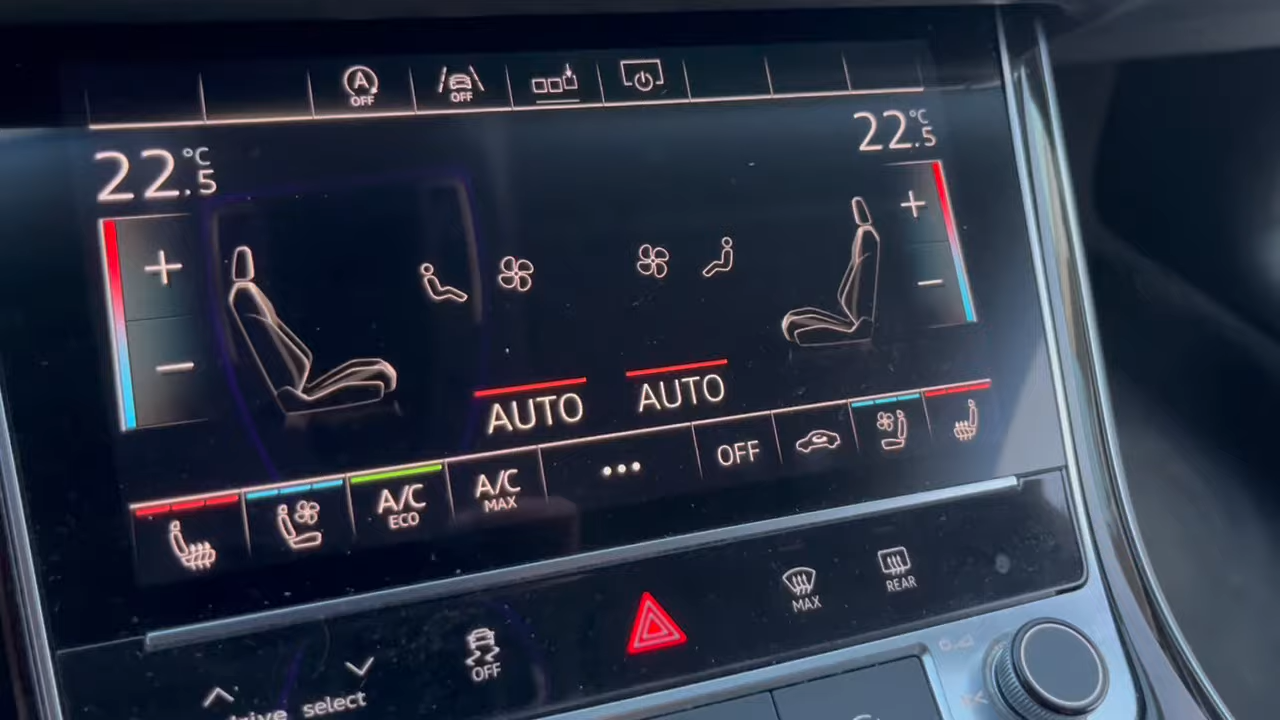 A OFF
OFF
22.5 °C
22.5 °C
AUTO
AUTO
A/C ECO
A/C MAX
OFF
MAX
REAR
OFF
drive select